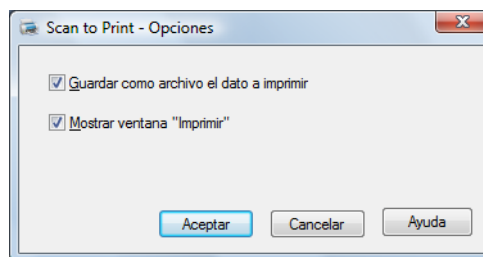 Scan to Print - Opciones
Guardar como archivo el dato a imprimir
Mostrar ventana "Imprimir"
Aceptar Cancelar Ayuda